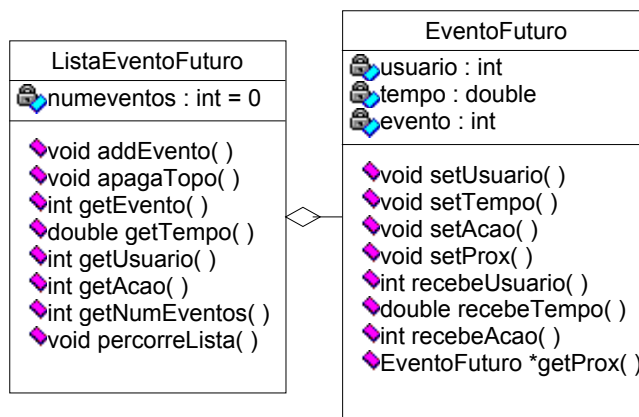 ListaEventoFuturo
numeventos : int = 0
void addEvento( )
void apagaTopo( )
int getEvento( )
double getTempo( )
int getUsuario( )
int getAcao( )
int getNumEventos( )
void percorreLista( )
EventoFuturo
usuario : int
tempo : double
evento : int
void setUsuario( )
void setTempo( )
void setAcao( )
void setProx( )
int recebeUsuario( )
double recebeTempo( )
int recebeAcao( )
EventoFuturo *getProx( )